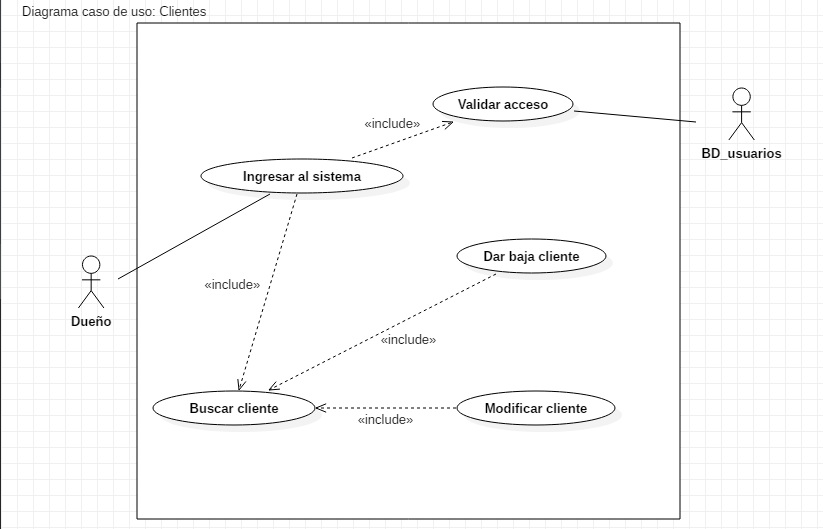 Diagrama caso de uso: Clientes
Validar acceso
«include»
BD_usuarios
Ingresar al sistema
Dar baja cliente
«include»
Dueño
«include»
Buscar cliente
Modificar cliente
«include»